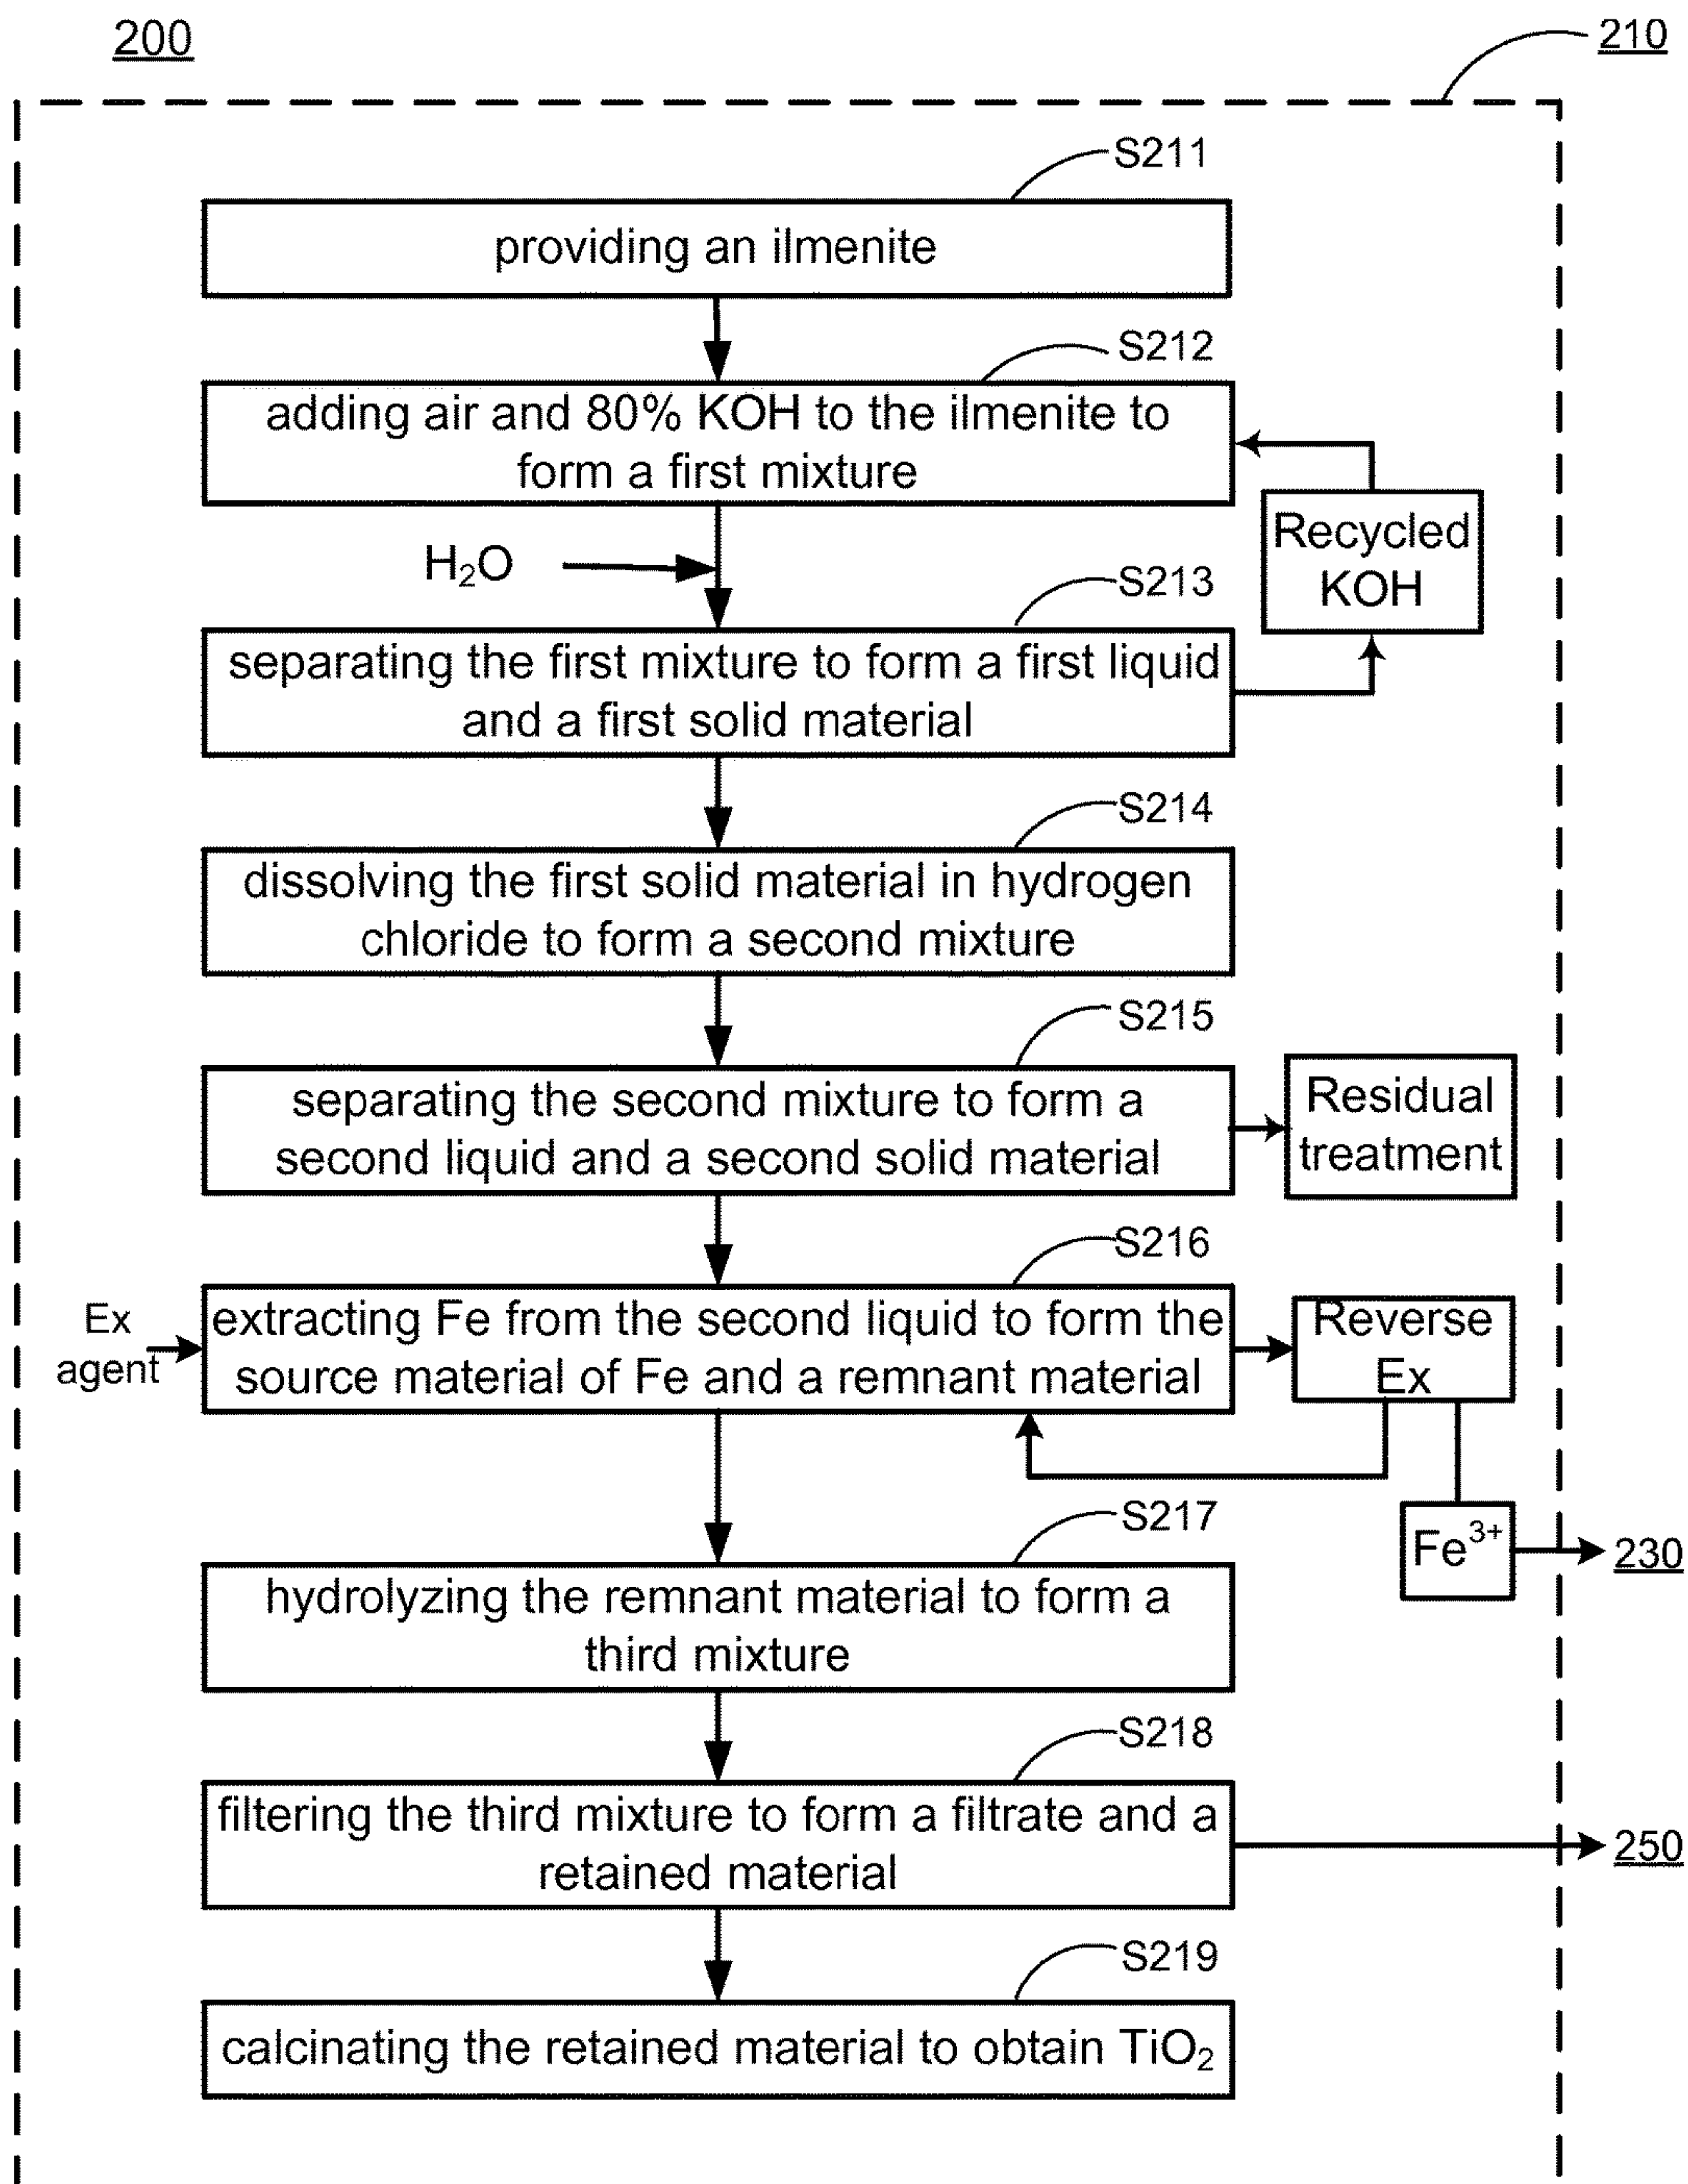 200
210
S211
providing an ilmenite
S212
adding air and 80% KOH to the ilmenite to
form a first mixture
Recycled
KOH
H₂O
S213
separating the first mixture to form a first liquid
and a first solid material
S214
dissolving the first solid material in hydrogen
chloride to form a second mixture
S215
separating the second mixture to form a
second liquid and a second solid material
Residual
treatment
S216
Ex
agent
extracting Fe from the second liquid to form the
source material of Fe and a remnant material
Reverse
Ex
S217
Fe³⁺
230
hydrolyzing the remnant material to form a
third mixture
S218
filtering the third mixture to form a filtrate and a
retained material
250
S219
calcinating the retained material to obtain TiO₂